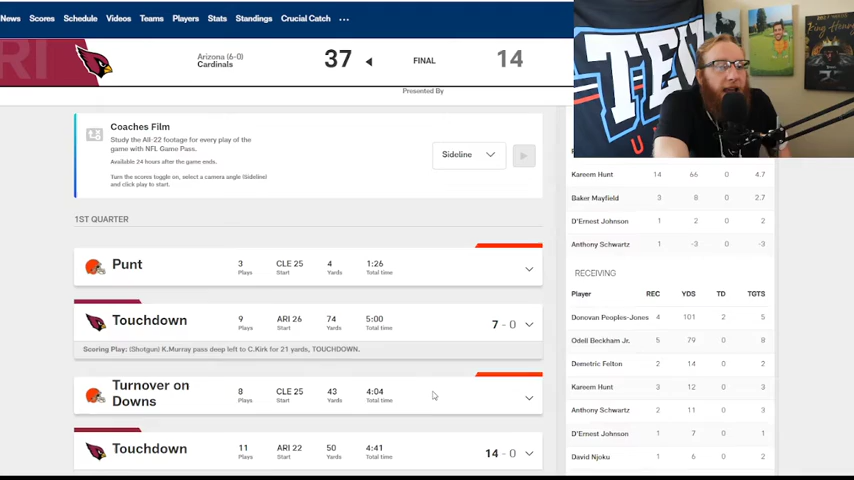 News Scores Schedule Videos Teams Players Stats Standings Crucial Catch ...
Arizona (6-0)
Cardinals
37
FINAL
14
Presented By
Coaches Film
Study the All-22 footage for every play of the
game with NFL Game Pass.
Available 24 hours after the game ends.
Turn the scores toggle on, select a camera angle (Sideline)
and click play to start.
Sideline
1ST QUARTER
Punt
3 CLE 25 4 1:26
Plays Start Yards Total time
Touchdown
9 ARI 26 74 5:00
Plays Start Yards Total time
7 - 0
Scoring Play: (Shotgun) K.Murray pass deep left to C.Kirk for 21 yards, TOUCHDOWN.
Turnover on
Downs
8 CLE 25 43 4:04
Plays Start Yards Total time
Touchdown
11 ARI 22 50 4:41
Plays Start Yards Total time
14 - 0
Kareem Hunt 14 66 0 4.7
Baker Mayfield 3 8 0 2.7
D'Ernest Johnson 1 2 0 2
Anthony Schwartz 1 -3 0 -3
RECEIVING
Player REC YDS TD TGTS
Donovan Peoples-Jones 4 101 2 5
Odell Beckham Jr. 5 79 0 8
Demetric Felton 2 14 0 2
Kareem Hunt 3 12 0 3
Anthony Schwartz 2 11 0 3
D'Ernest Johnson 1 7 0 1
David Njoku 1 6 0 2
King Henry